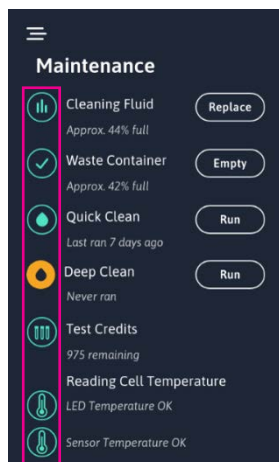 Maintenance
Cleaning Fluid Replace
Approx. 44% full
Waste Container Empty
Approx. 42% full
Quick Clean Run
Last ran 7 days ago
Deep Clean Run
Never ran
Test Credits
975 remaining
Reading Cell Temperature
LED Temperature OK
Sensor Temperature OK